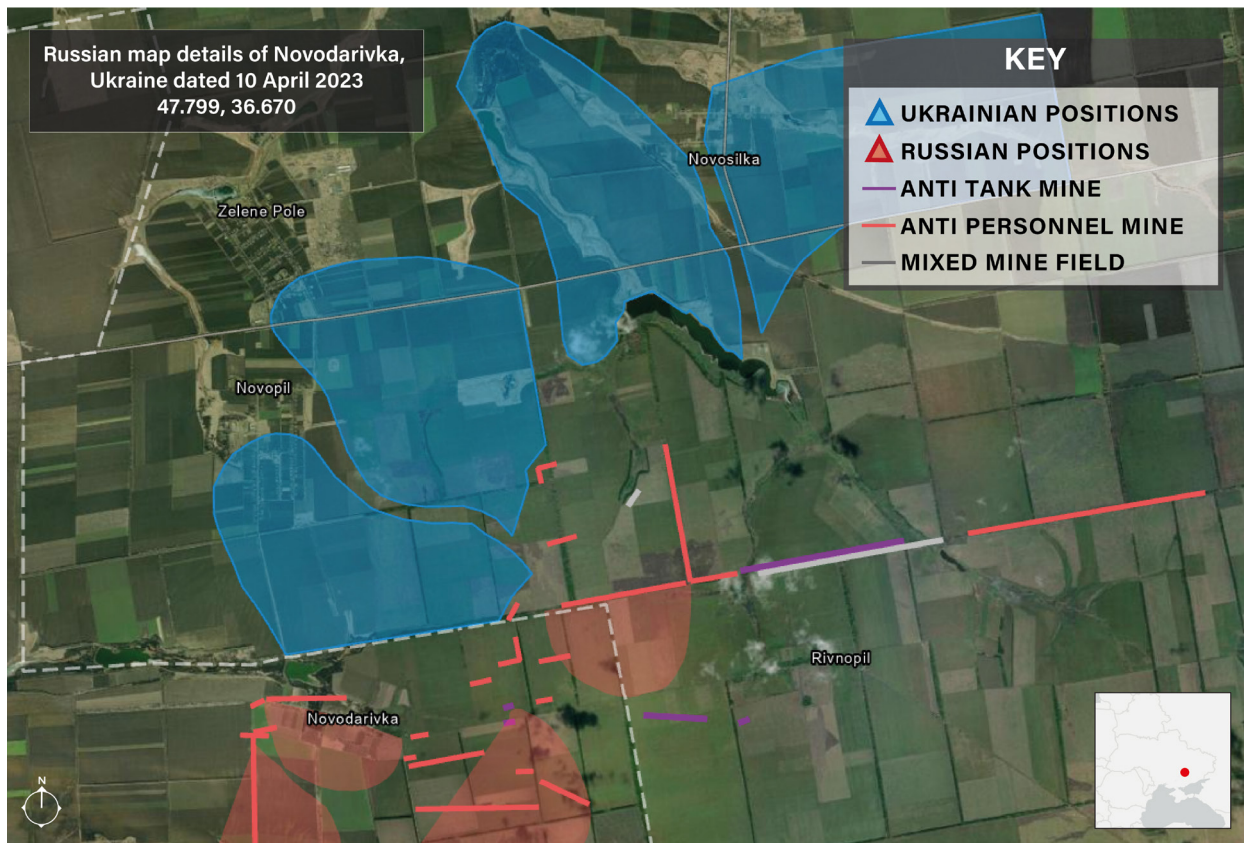 Russian map details of Novodarivka,
Ukraine dated 10 April 2023
47.799, 36.670
KEY
UKRAINIAN POSITIONS
RUSSIAN POSITIONS
ANTI TANK MINE
ANTI PERSONNEL MINE
MIXED MINE FIELD
Novosilka
Zelene Pole
Novopil
Rivnopil
Novodarivka
N